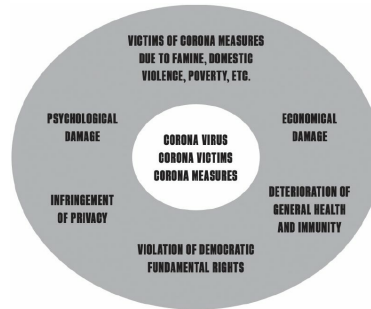 VICTIMS OF CORONA MEASURES
DUE TO FAMINE, DOMESTIC
VIOLENCE, POVERTY, ETC.
PSYCHOLOGICAL
DAMAGE
ECONOMICAL
DAMAGE
CORONA VIRUS
CORONA VICTIMS
CORONA MEASURES
INFRINGEMENT
OF PRIVACY
DETERIORATION OF
GENERAL HEALTH
AND IMMUNITY
VIOLATION OF DEMOCRATIC
FUNDAMENTAL RIGHTS